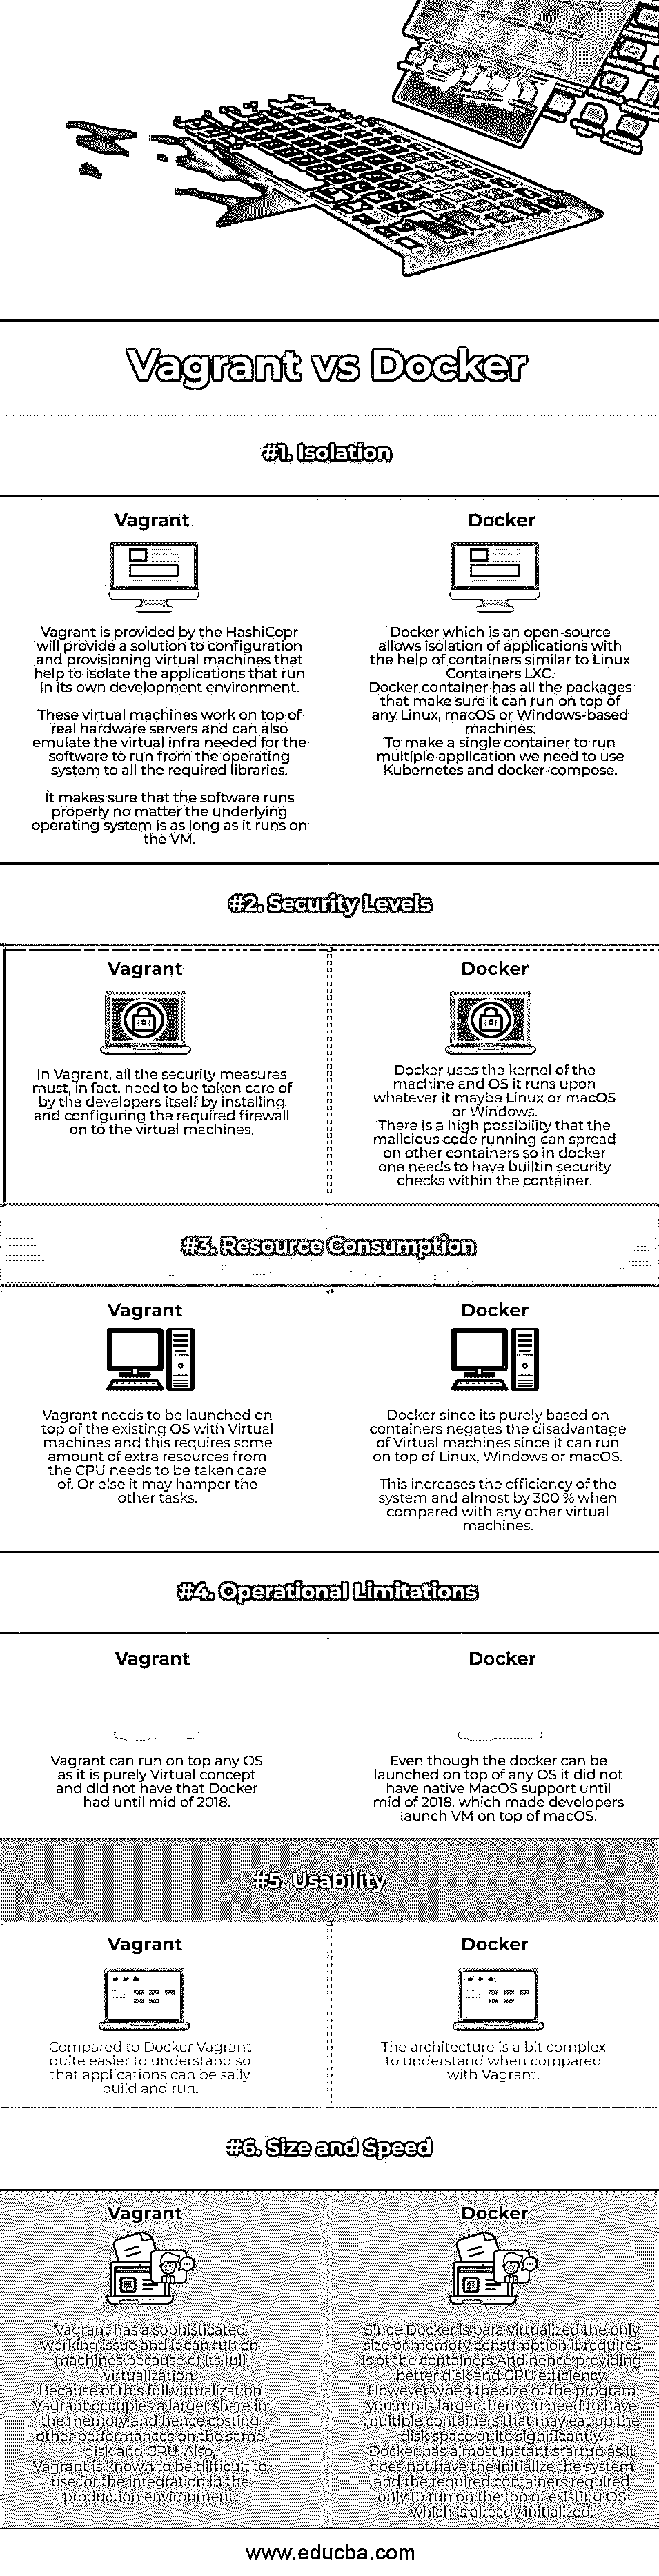 Vagrant vs Docker
#1. Isolation
Vagrant
Docker
Vagrant is provided by the HashiCopr
will provide a solution to configuration
and provisioning virtual machines that
help to isolate the applications that run
in its own development environment.
These virtual machines work on top of
real hardware servers and can also
emulate the virtual infra needed for the
software to run from the operating
system to all the required libraries.
It makes sure that the software runs
properly no matter the underlying
operating system is as long as it runs on
the VM.
Docker which is an open-source
allows isolation of applications with
the help of containers similar to Linux
Containers LXC.
Docker container has all the packages
that make sure it can run on top of
any Linux, macOS or Windows-based
machines.
To make a single container to run
multiple application we need to use
Kubernetes and docker-compose.
#2. Security Levels
Vagrant
Docker
In Vagrant, all the security measures
must, in fact, need to be taken care of
by the developers itself by installing
and configuring the required firewall
on to the virtual machines.
Docker uses the kernel of the
machine and OS it runs upon
whatever it maybe Linux or macOS
or Windows.
There is a high possibility that the
malicious code running can spread
on other containers so in docker
one needs to have builtin security
checks within the container.
#3. Resource Consumption
Vagrant
Docker
Vagrant needs to be launched on
top of the existing OS with Virtual
machines and this requires some
amount of extra resources from
the CPU needs to be taken care
of. Or else it may hamper the
other tasks.
Docker since its purely based on
containers negates the disadvantage
of Virtual machines since it can run
on top of Linux, Windows or macOS.
This increases the efficiency of the
system and almost by 300 % when
compared with any other virtual
machines.
#4. Operational Limitations
Vagrant
Docker
Vagrant can run on top any OS
as it is purely Virtual concept
and did not have that Docker
had until mid of 2018.
Even though the docker can be
launched on top of any OS it did not
have native MacOS support until
mid of 2018. which made developers
launch VM on top of macOS.
#5. Usability
Vagrant
Docker
Compared to Docker Vagrant
quite easier to understand so
that applications can be sally
build and run.
The architecture is a bit complex
to understand when compared
with Vagrant.
#6. Size and Speed
Vagrant
Docker
Vagrant has a sophisticated
working issue and it can run on
machines because of its full
virtualization.
Because of this full virtualization
Vagrant occupies a larger share in
the memory and hence costing
other performances on the same
disk and CPU. Also,
Vagrant is known to be difficult to
use for the integration in the
production environment.
Since Docker is para virtualized the only
size or memory consumption it requires
is of the containers And hence providing
better disk and CPU efficiency.
However when the size of the program
you run is larger then you need to have
multiple containers that may eat up the
disk space quite significantly.
Docker has almost instant startup as it
does not have the initialize the system
and the required containers required
only to run on the top of existing OS
which is already initialized.
www.educba.com